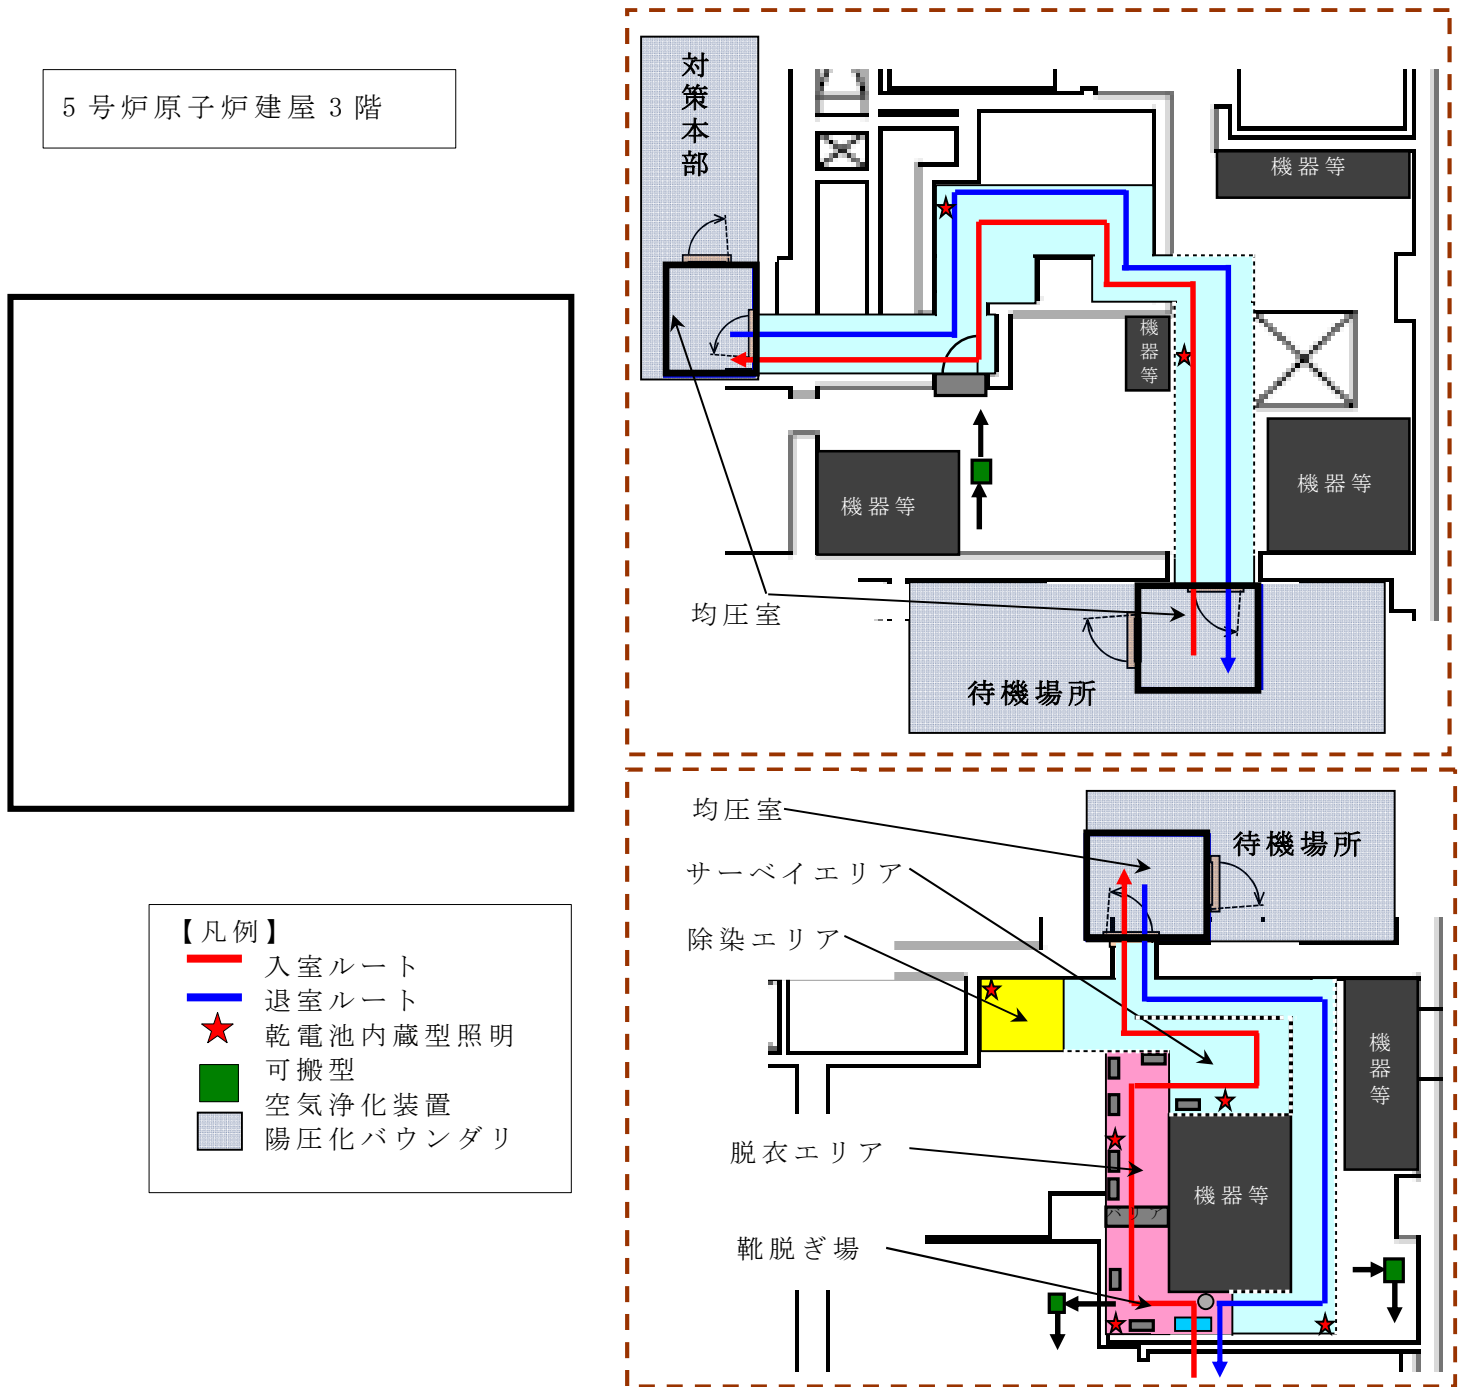 5号炉原子炉建屋3階
対策本部
機器等
機器等
機器等
機器等
均圧室
待機場所
均圧室
待機場所
サーベイエリア
除染エリア
機器等
脱衣エリア
機器等
バリア
靴脱ぎ場
【凡例】
入室ルート
退室ルート
乾電池内蔵型照明
可搬型
空気浄化装置
陽圧化バウンダリ